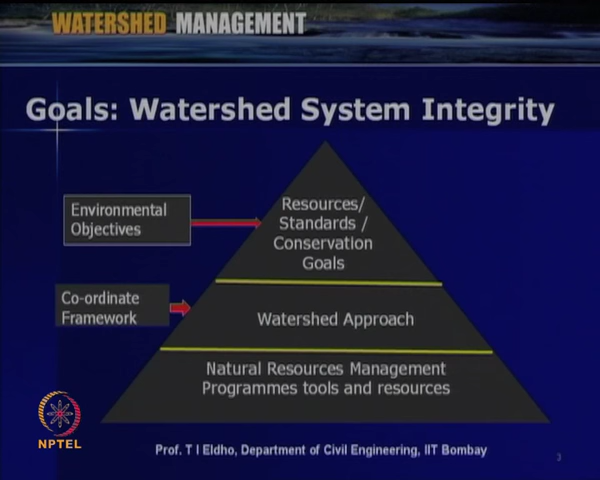 WATERSHED MANAGEMENT
Goals: Watershed System Integrity
Environmental
Objectives
Resources/
Standards /
Conservation
Goals
Co-ordinate
Framework
Watershed Approach
Natural Resources Management
Programmes tools and resources
NPTEL
Prof. T I Eldho, Department of Civil Engineering, IIT Bombay
3